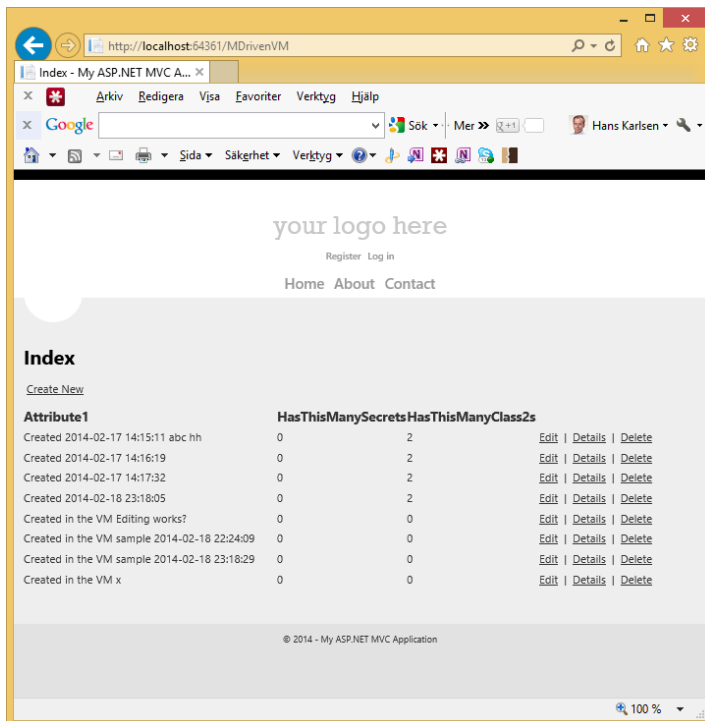 http://localhost:64361/MDrivenVM
Index - My ASP.NET MVC A...
Arkiv Redigera Visa Favoriter Verktyg Hjälp
Google Sök Mer >> +1 Hans Karlsen
Sida Säkerhet Verktyg
your logo here
Register Log in
Home About Contact
Index
Create New
Attribute1 HasThisManySecrets HasThisManyClass2s
Created 2014-02-17 14:15:11 abc hh 0 2 Edit | Details | Delete
Created 2014-02-17 14:16:19 0 2 Edit | Details | Delete
Created 2014-02-17 14:17:32 0 2 Edit | Details | Delete
Created 2014-02-18 23:18:05 0 2 Edit | Details | Delete
Created in the VM Editing works? 0 0 Edit | Details | Delete
Created in the VM sample 2014-02-18 22:24:09 0 0 Edit | Details | Delete
Created in the VM sample 2014-02-18 23:18:29 0 0 Edit | Details | Delete
Created in the VM x 0 0 Edit | Details | Delete
© 2014 - My ASP.NET MVC Application
100 %